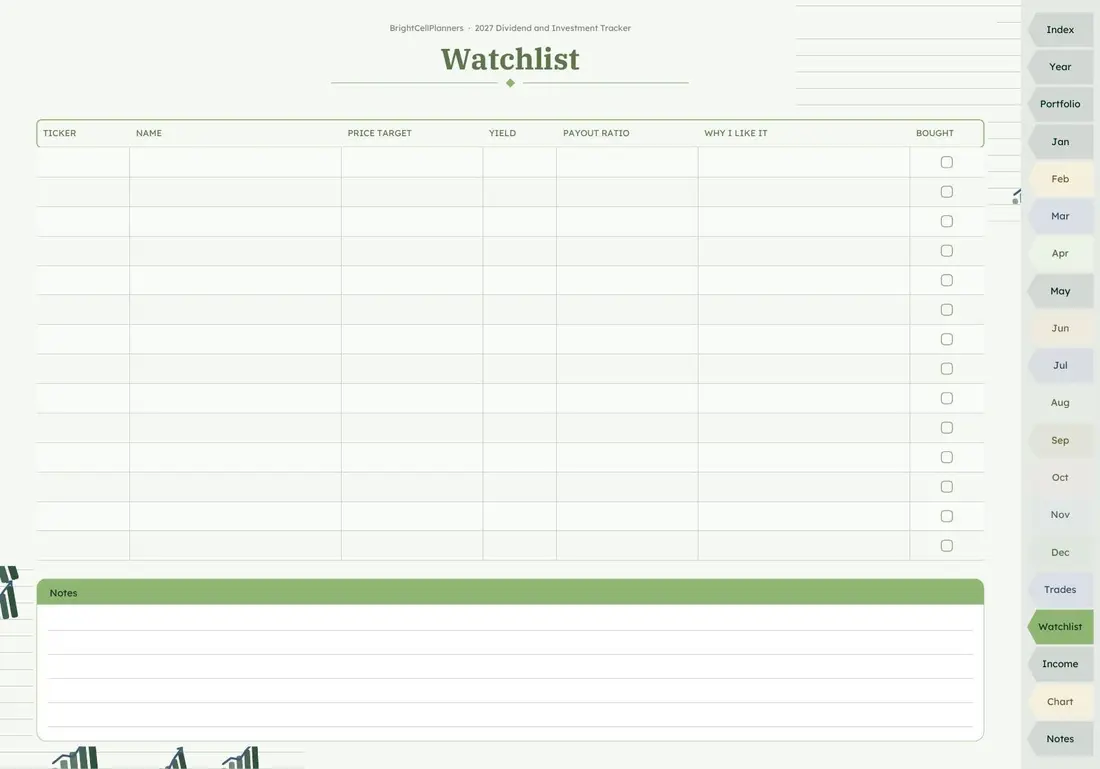 BrightCellPlanners - 2027 Dividend and Investment Tracker
Watchlist
TICKER NAME PRICE TARGET YIELD PAYOUT RATIO WHY I LIKE IT BOUGHT
Notes
Index
Year
Portfolio
Jan
Feb
Mar
Apr
May
Jun
Jul
Aug
Sep
Oct
Nov
Dec
Trades
Watchlist
Income
Chart
Notes